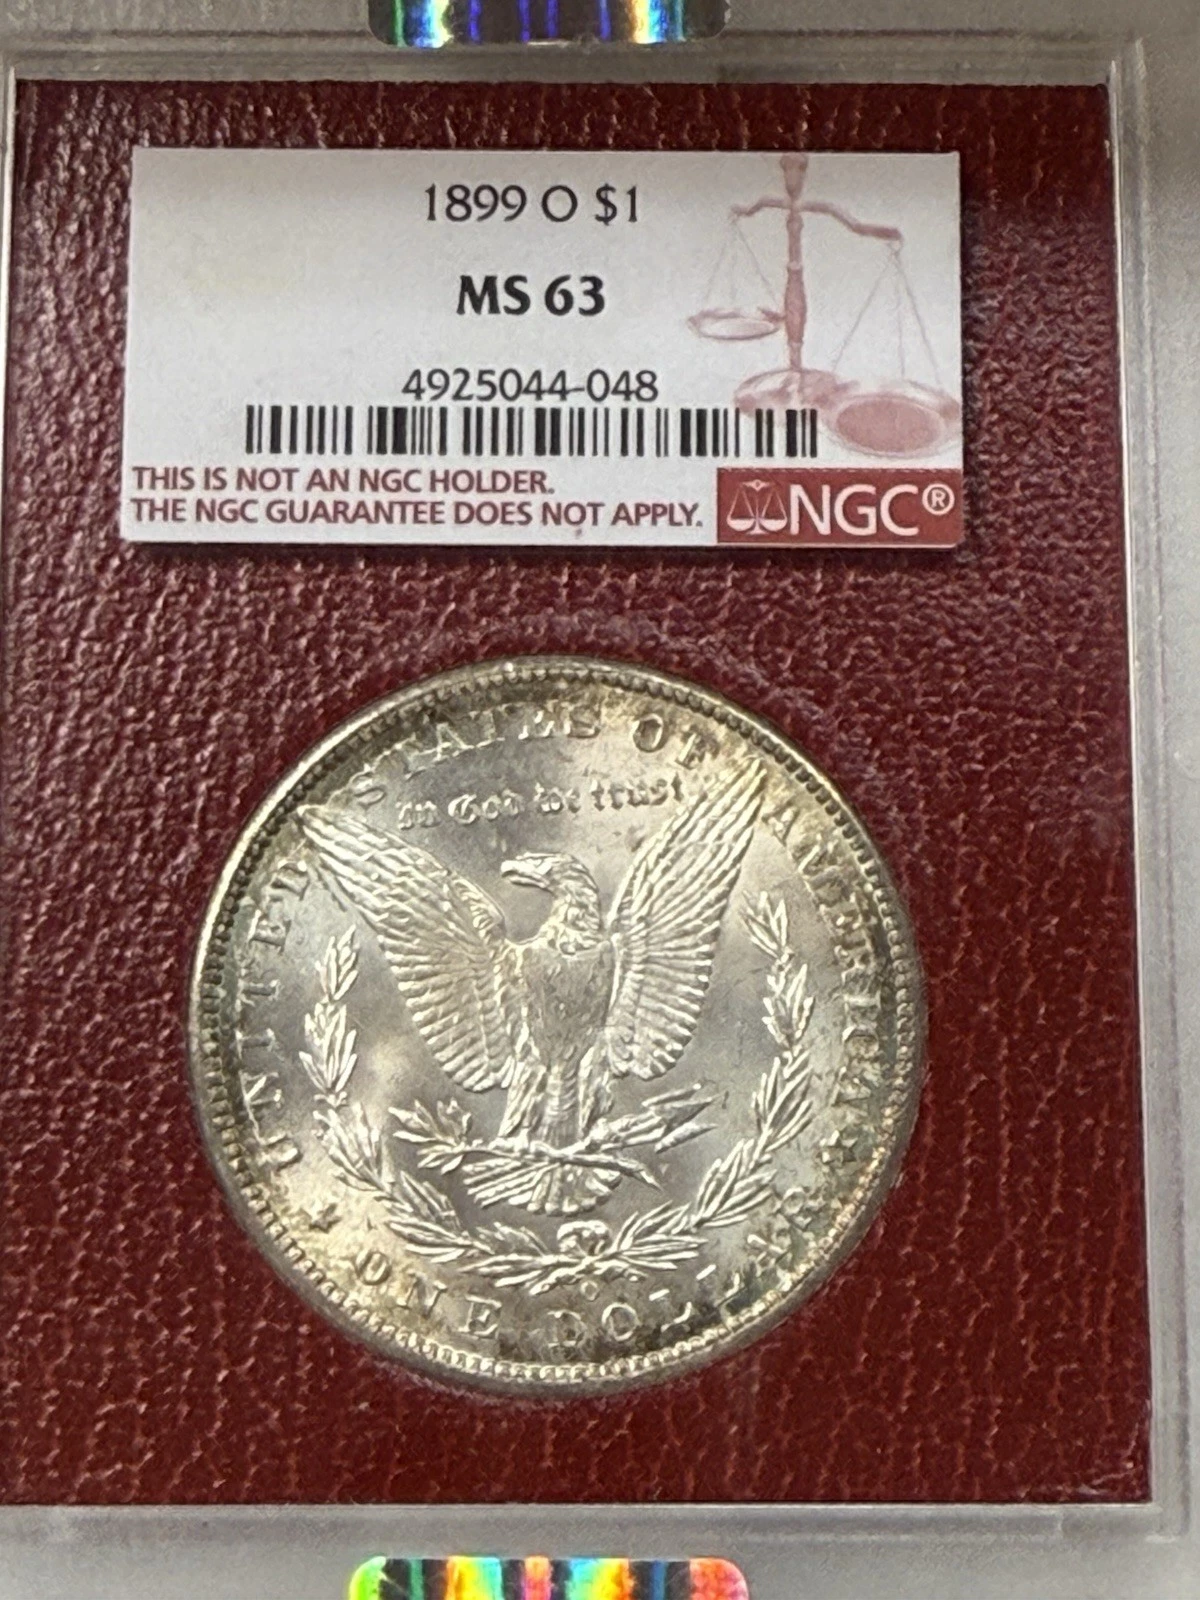 1899 O $1
MS 63
4925044-048
THIS IS NOT AN NGC HOLDER.
THE NGC GUARANTEE DOES NOT APPLY.
NGC®
UNITED STATES OF AMERICA
In God we trust
O
ONE DOLLAR